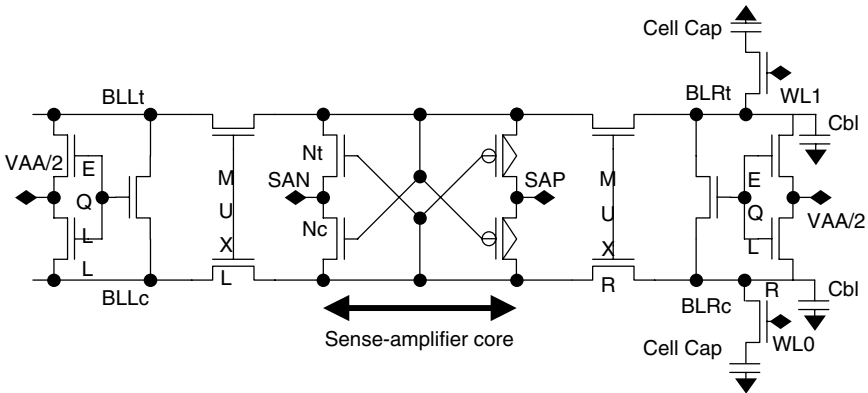 Cell Cap
BLLt
BLRt
WL1
Cbl
VAA/2
E
Q
L
L
M
U
X
L
Nt
SAN
Nc
SAP
M
U
X
R
E
Q
L
R
VAA/2
BLLc
BLRc
Cbl
Sense-amplifier core
Cell Cap
WL0